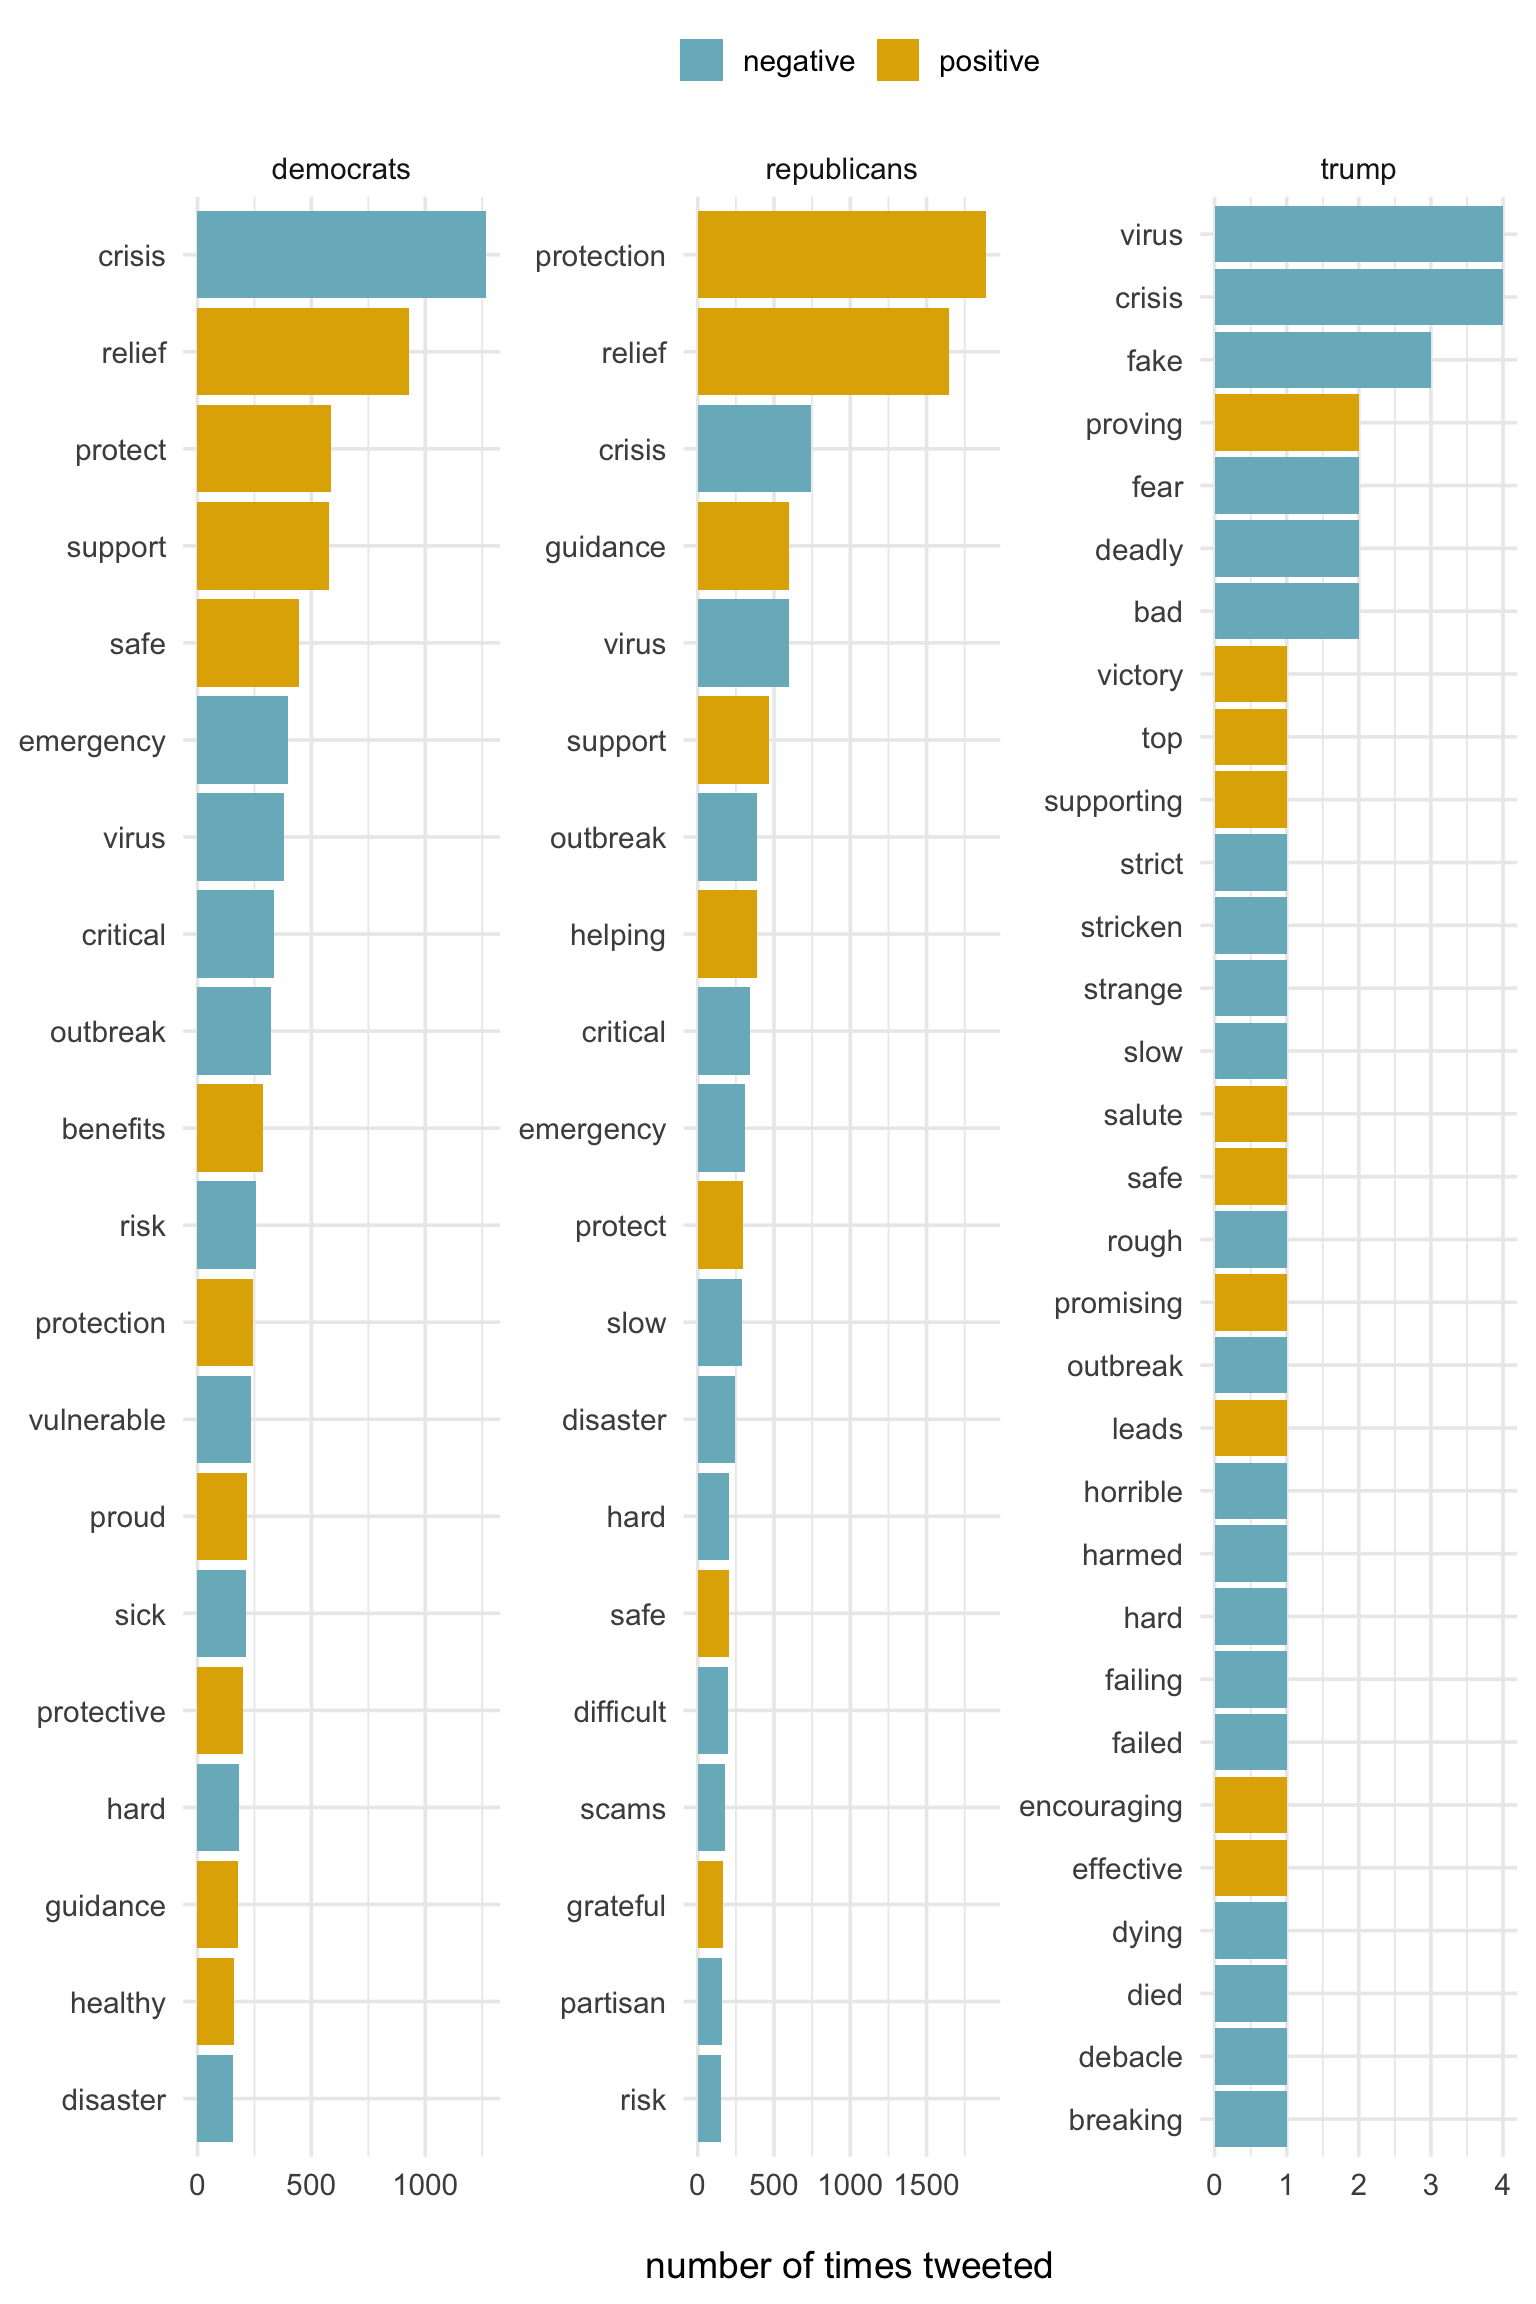 negative positive
democrats
crisis
relief
protect
support
safe
emergency
virus
critical
outbreak
benefits
risk
protection
vulnerable
proud
sick
protective
hard
guidance
healthy
disaster
0 500 1000
republicans
protection
relief
crisis
guidance
virus
support
outbreak
helping
critical
emergency
protect
slow
disaster
hard
safe
difficult
scams
grateful
partisan
risk
0 500 1000 1500
trump
virus
crisis
fake
proving
fear
deadly
bad
victory
top
supporting
strict
stricken
strange
slow
salute
safe
rough
promising
outbreak
leads
horrible
harmed
hard
failing
failed
encouraging
effective
dying
died
debacle
breaking
0 1 2 3 4
number of times tweeted